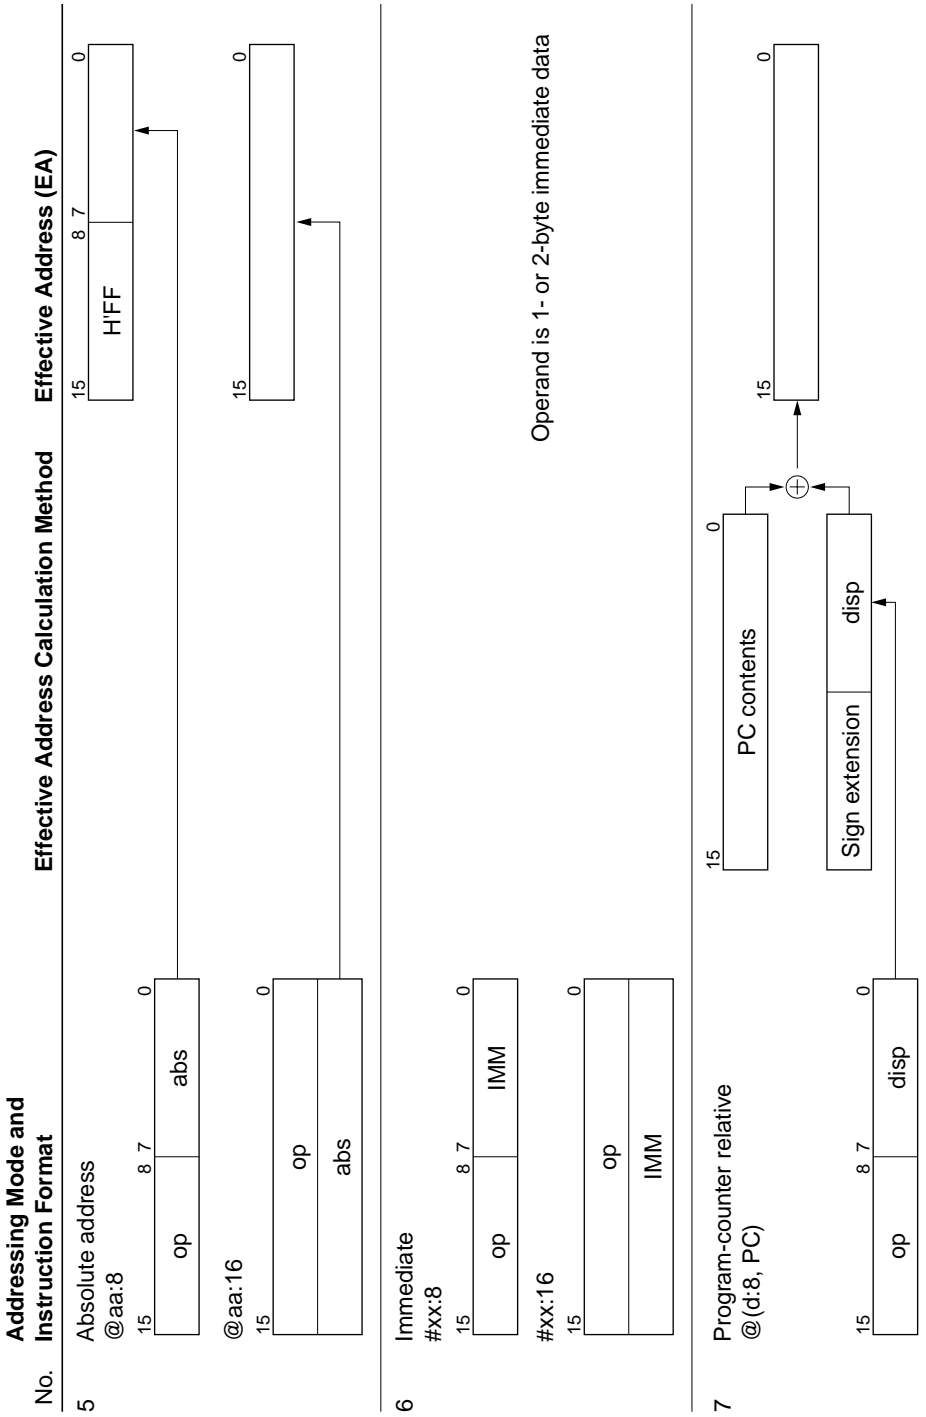 Addressing Mode and
No. Instruction Format Effective Address Calculation Method Effective Address (EA)
5 Absolute address
@aa:8
15 8 7 0
op abs
15 8 7 0
H'FF
@aa:16
15 0
op
abs
15 0
6 Immediate
#xx:8
15 8 7 0
op IMM
Operand is 1- or 2-byte immediate data
#xx:16
15 0
op
IMM
7 Program-counter relative
@(d:8, PC)
15 0
PC contents
15 0
Sign extension disp
15 8 7 0
op disp